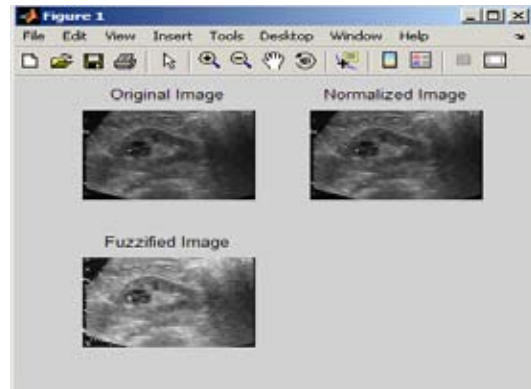 Figure 1
File Edit View Insert Tools Desktop Window Help
Original Image Normalized Image
Fuzzified Image